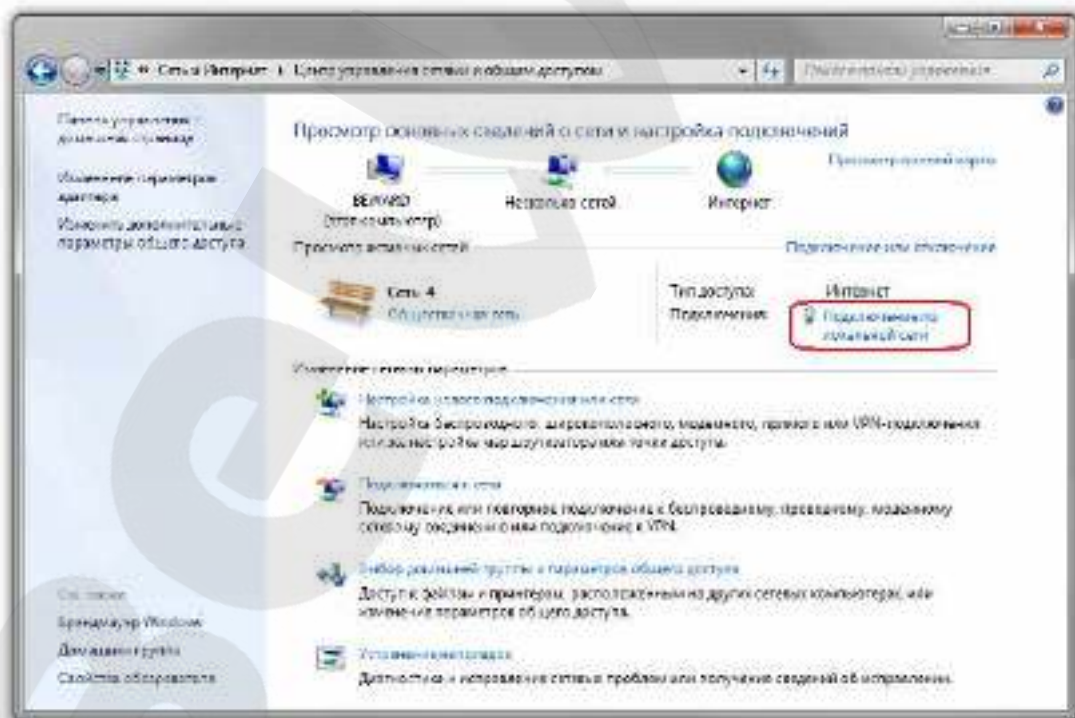 Сеть и Интернет Центр управления сетями и общим доступом
Панель управления -
домашняя страница
Изменение параметров
адаптера
Изменить дополнительные
параметры общего доступа
См. также
Брандмауэр Windows
Домашняя группа
Свойства обозревателя
Просмотр основных сведений о сети и настройка подключений
Просмотр полной карты
BEWARD
(этот компьютер)
Несколько сетей
Интернет
Просмотр активных сетей
Подключение или отключение
Сеть 4
Общественная сеть
Тип доступа: Интернет
Подключения: Подключение по
локальной сети
Изменение сетевых параметров
Настройка нового подключения или сети
Настройка беспроводного, широкополосного, модемного, прямого или VPN-подключения
или же настройка маршрутизатора или точки доступа.
Подключиться к сети
Подключение или повторное подключение к беспроводному, проводному, модемному
сетевому соединению или подключение к VPN.
Выбор домашней группы и параметров общего доступа
Доступ к файлам и принтерам, расположенным на других сетевых компьютерах, или
изменение параметров общего доступа.
Устранение неполадок
Диагностика и исправление сетевых проблем или получение сведений об исправлении.